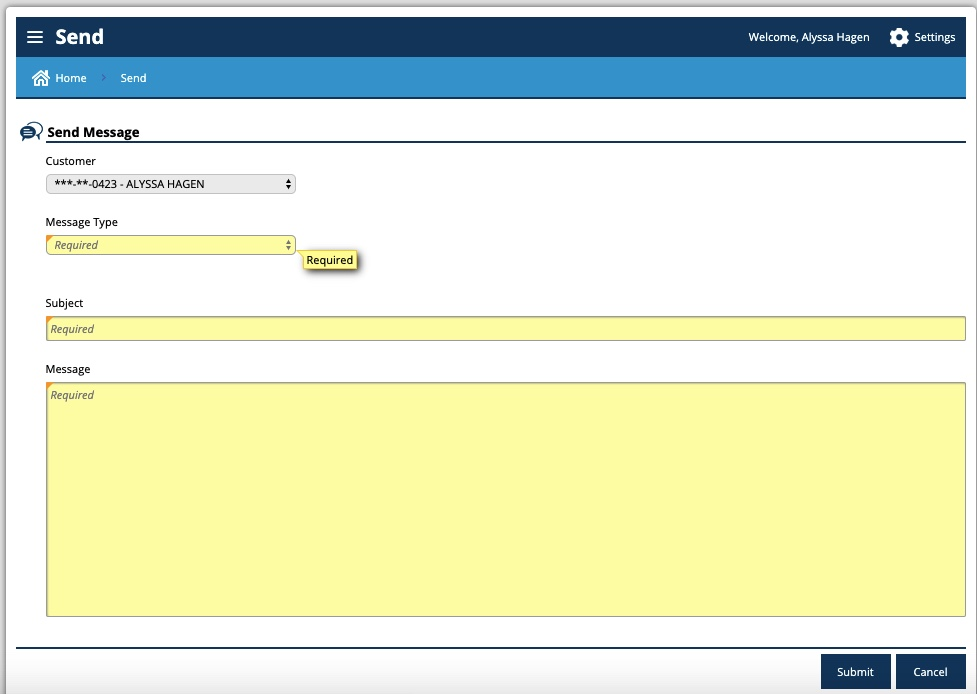 Send
Welcome, Alyssa Hagen
Settings
Home
Send
Send Message
Customer
***-**-0423 - ALYSSA HAGEN
Message Type
Required
Required
Subject
Required
Message
Required
Submit
Cancel